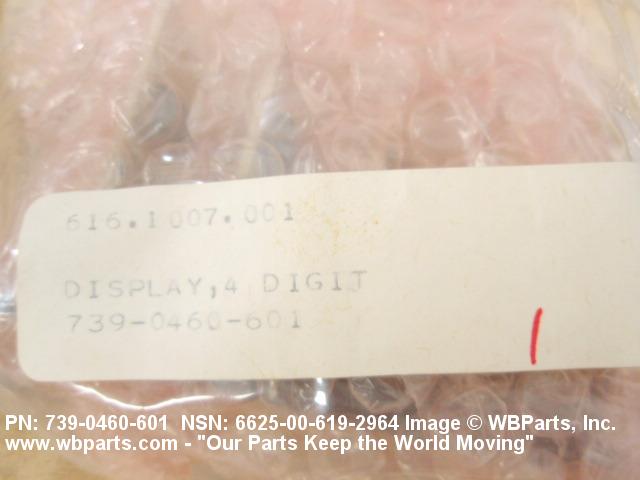 616.1007.001
DISPLAY,4 DIGIT
739-0460-601
PN: 739-0460-601 NSN: 6625-00-619-2964 Image © WBParts, Inc.
www.wbparts.com - "Our Parts Keep the World Moving"